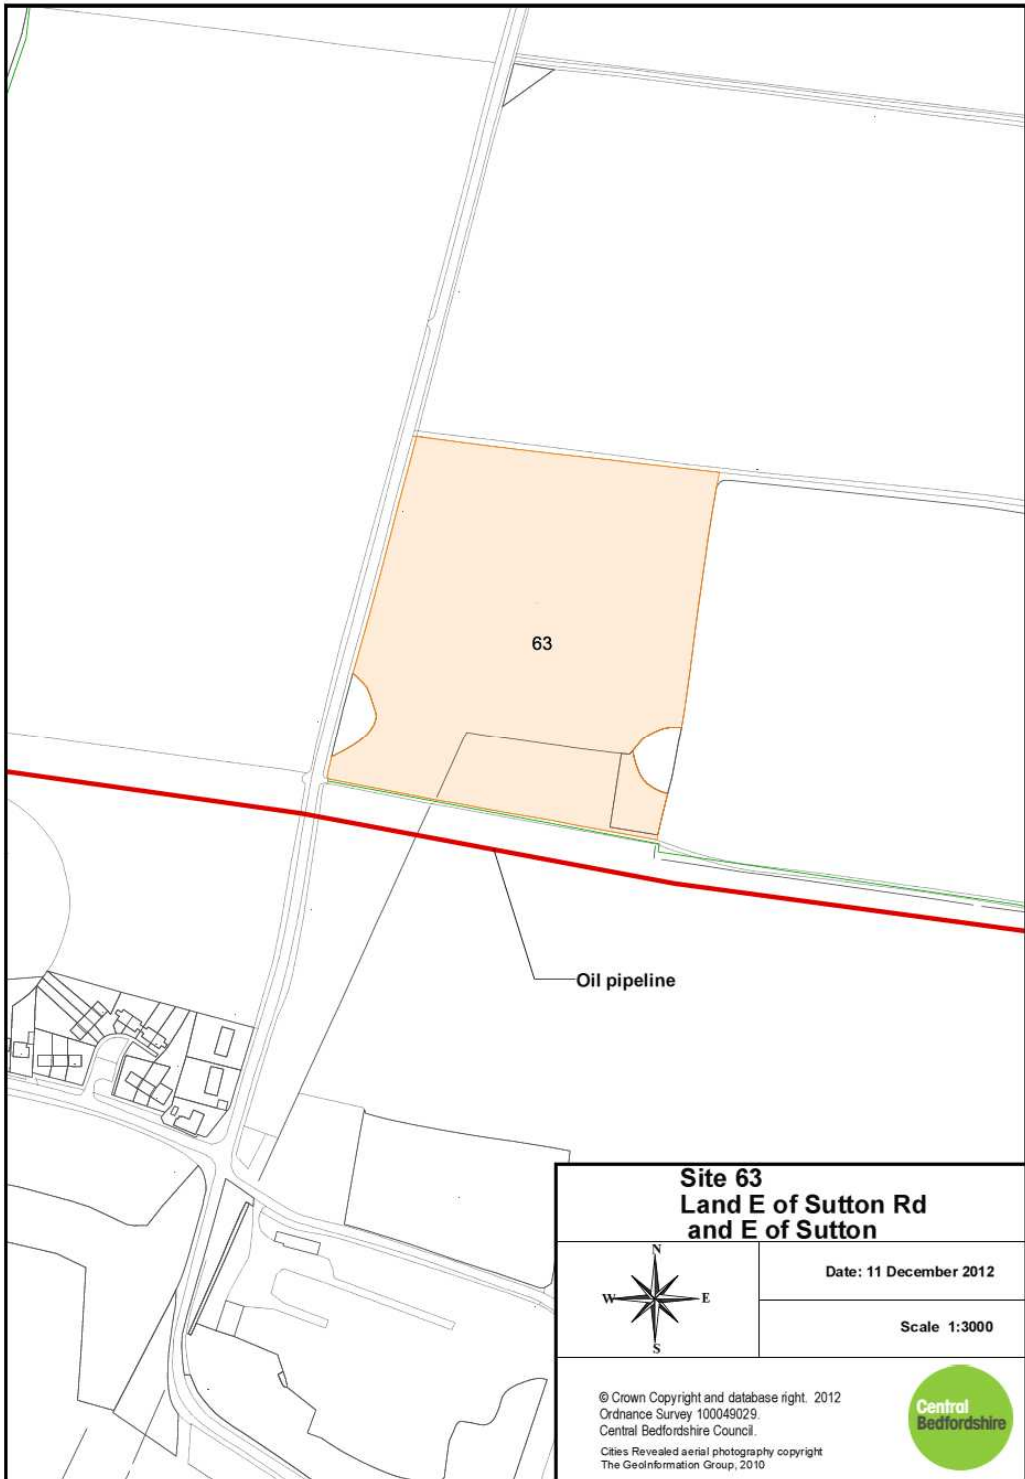 63
Oil pipeline
Site 63
Land E of Sutton Rd
and E of Sutton
N
W E
S
Date: 11 December 2012
Scale 1:3000
© Crown Copyright and database right. 2012
Ordnance Survey 100049029.
Central Bedfordshire Council.
Cities Revealed aerial photography copyright
The GeoInformation Group, 2010
Central
Bedfordshire